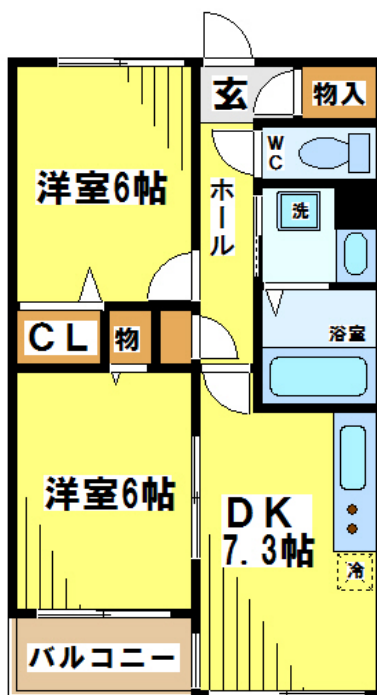 玄
物入
WC
洋室6帖
ホール
洗
浴室
CL
物
洋室6帖
DK
7.3帖
冷
バルコニー